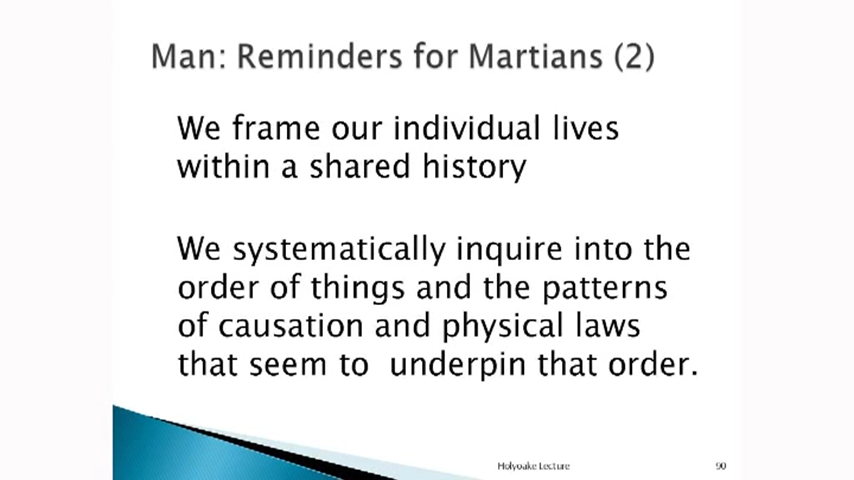 Man: Reminders for Martians (2)
We frame our individual lives
within a shared history
We systematically inquire into the
order of things and the patterns
of causation and physical laws
that seem to  underpin that order.
Holyoake Lecture
90